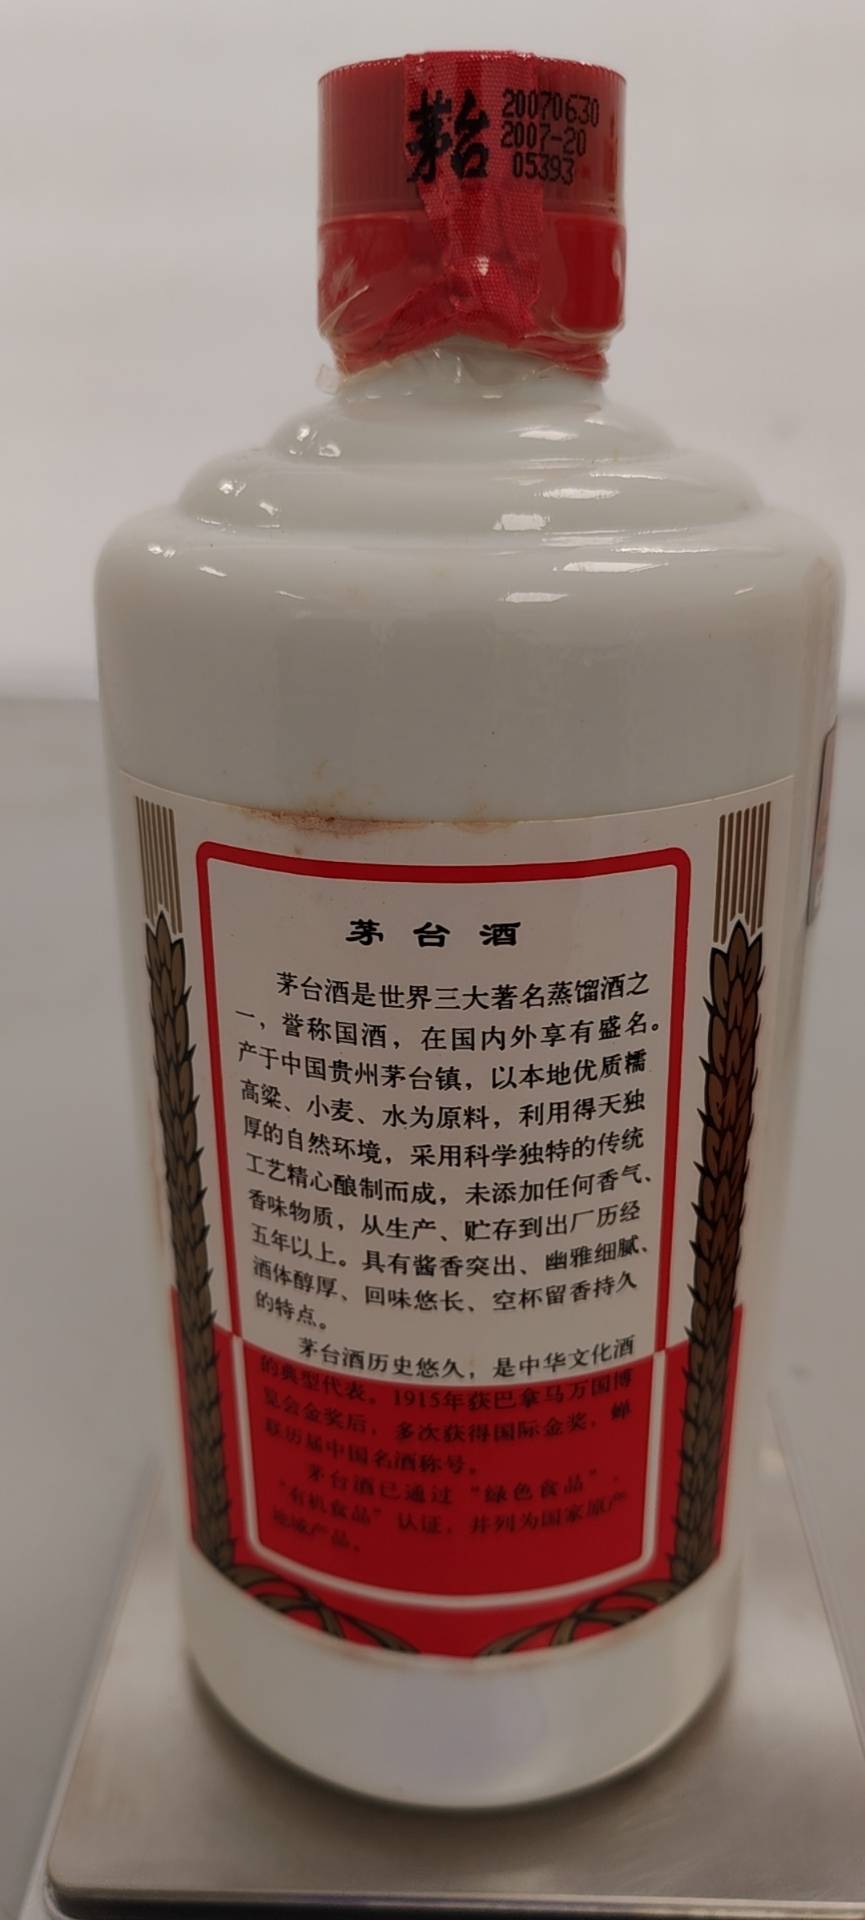 茅台
20070630
2007-20
05393
茅台酒
茅台酒是世界三大著名蒸馏酒之
一，誉称国酒，在国内外享有盛名。
产于中国贵州茅台镇，以本地优质糯
高粱、小麦、水为原料，利用得天独
厚的自然环境，采用科学独特的传统
工艺精心酿制而成，未添加任何香气、
香味物质，从生产、贮存到出厂历经
五年以上。具有酱香突出、幽雅细腻、
酒体醇厚、回味悠长、空杯留香持久
的特点。
茅台酒历史悠久，是中华文化酒
的典型代表。1915年获巴拿马万国博
览会金奖后，多次获得国际金奖，蝉
联历届中国名酒称号。
茅台酒已通过“绿色食品”、
“有机食品”认证，并列为国家原产
地域产品。